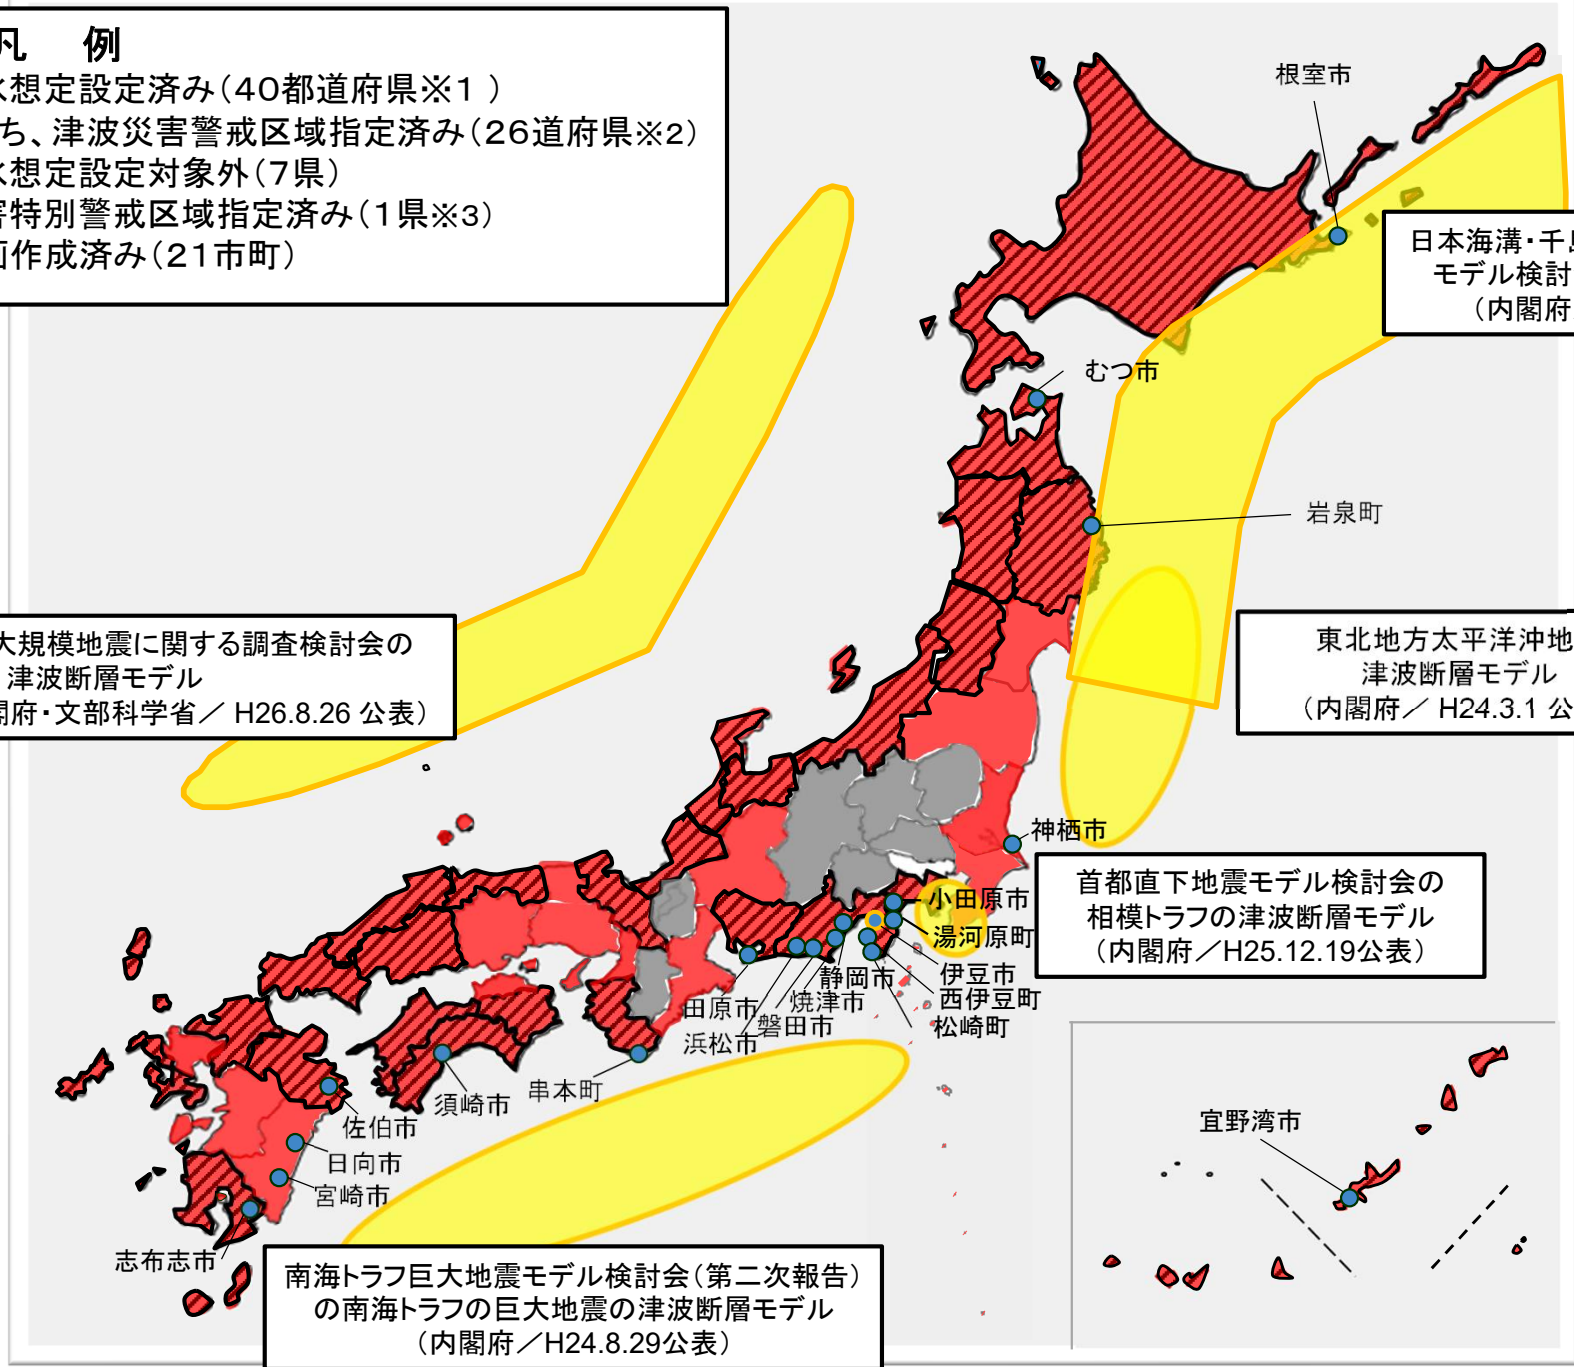 凡 例
水想定設定済み（40都道府県※1 ）
ち、津波災害警戒区域指定済み（26道府県※2）
水想定設定対象外（7県）
害特別警戒区域指定済み（1県※3）
画作成済み（21市町）
根室市
日本海溝・千島
モデル検討
（内閣府
むつ市
岩泉町
大規模地震に関する調査検討会の
津波断層モデル
閣府・文部科学省／ H26.8.26 公表）
東北地方太平洋沖地
津波断層モデル
（内閣府／ H24.3.1 公
神栖市
首都直下地震モデル検討会の
相模トラフの津波断層モデル
（内閣府／H25.12.19公表）
小田原市
湯河原町
伊豆市
西伊豆町
松崎町
静岡市
焼津市
磐田市
田原市
浜松市
串本町
須崎市
佐伯市
日向市
宮崎市
志布志市
宜野湾市
南海トラフ巨大地震モデル検討会（第二次報告）
の南海トラフの巨大地震の津波断層モデル
（内閣府／H24.8.29公表）